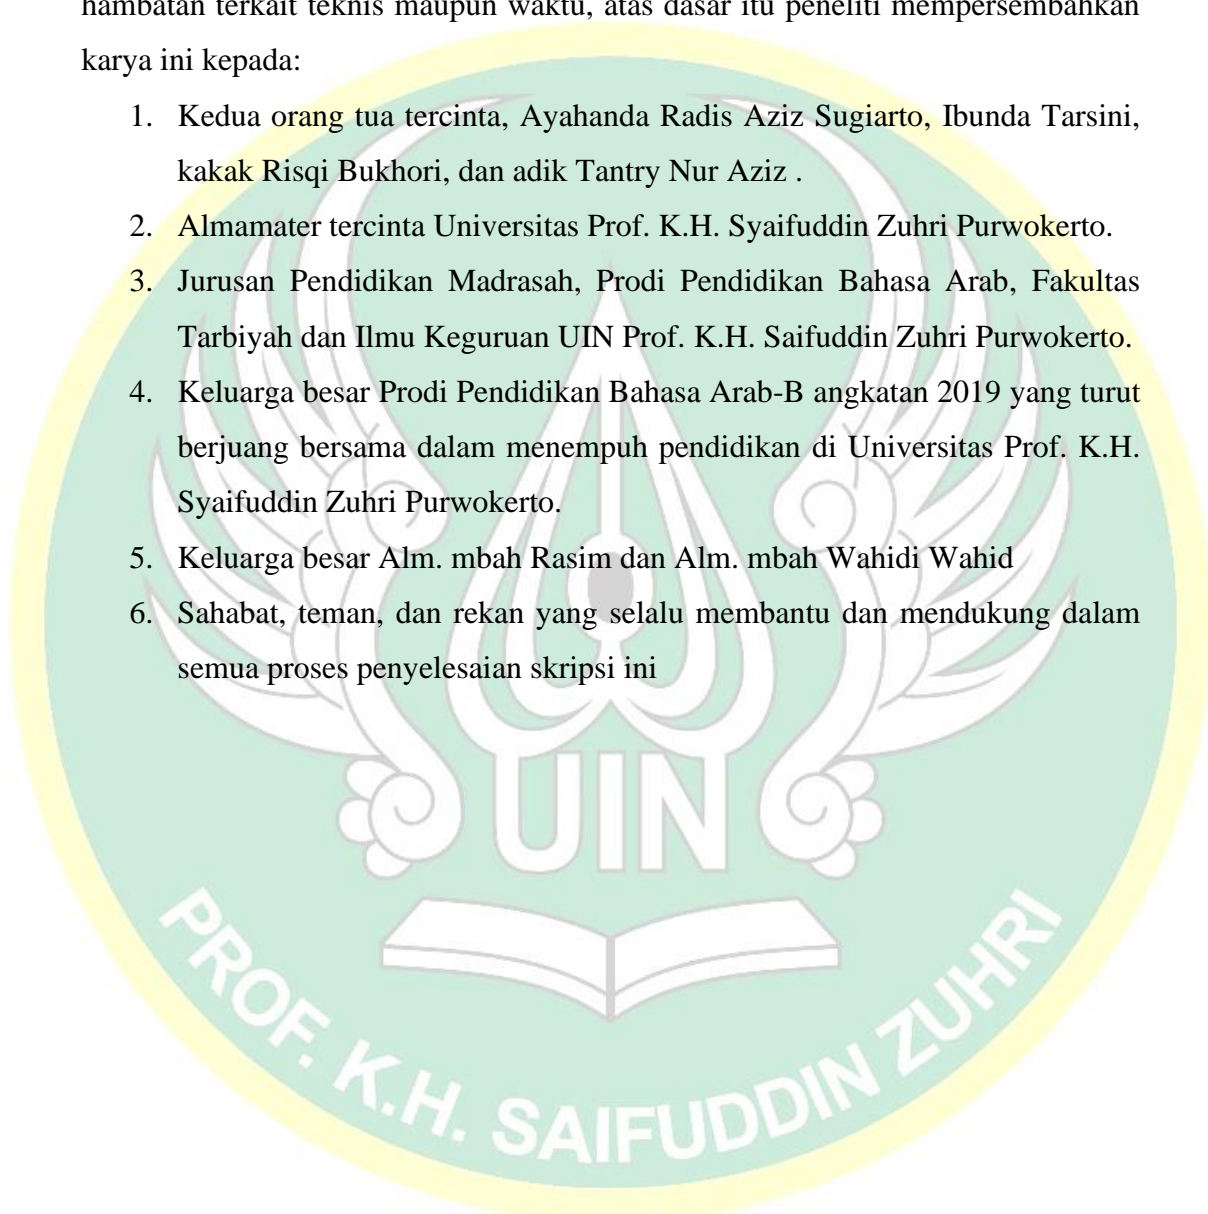 hambatan terkait teknis maupun waktu, atas dasar itu peneliti mempersembahkan
karya ini kepada:
1. Kedua orang tua tercinta, Ayahanda Radis Aziz Sugiarto, Ibunda Tarsini,
kakak Risqi Bukhori, dan adik Tantry Nur Aziz .
2. Almamater tercinta Universitas Prof. K.H. Syaifuddin Zuhri Purwokerto.
3. Jurusan Pendidikan Madrasah, Prodi Pendidikan Bahasa Arab, Fakultas
Tarbiyah dan Ilmu Keguruan UIN Prof. K.H. Saifuddin Zuhri Purwokerto.
4. Keluarga besar Prodi Pendidikan Bahasa Arab-B angkatan 2019 yang turut
berjuang bersama dalam menempuh pendidikan di Universitas Prof. K.H.
Syaifuddin Zuhri Purwokerto.
5. Keluarga besar Alm. mbah Rasim dan Alm. mbah Wahidi Wahid
6. Sahabat, teman, dan rekan yang selalu membantu dan mendukung dalam
semua proses penyelesaian skripsi ini
UIN
PROF. K.H. SAIFUDDIN ZUHRI